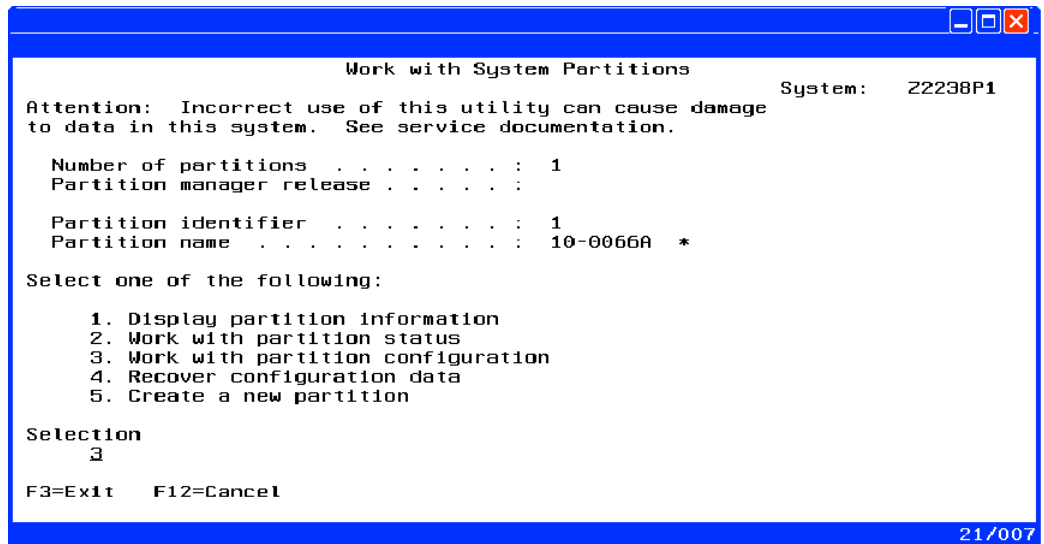 Work with System Partitions
System: Z2238P1
Attention: Incorrect use of this utility can cause damage
to data in this system. See service documentation.
Number of partitions . . . . . . . : 1
Partition manager release . . . . . :
Partition identifier . . . . . . . : 1
Partition name . . . . . . . . . . . : 10-0066A *
Select one of the following:
1. Display partition information
2. Work with partition status
3. Work with partition configuration
4. Recover configuration data
5. Create a new partition
Selection
3
F3=Exit F12=Cancel
21/007